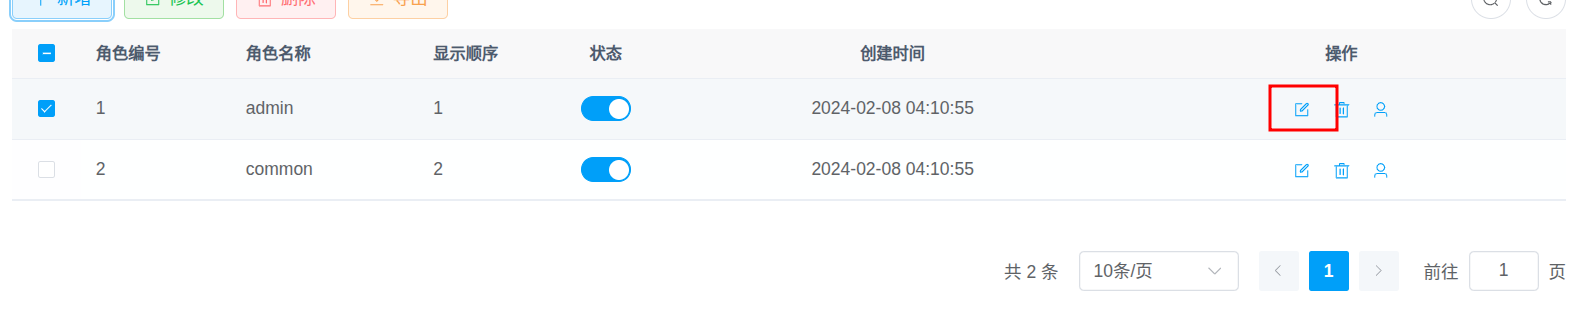 新增 修改 删除 导出
角色编号 角色名称 显示顺序 状态 创建时间 操作
1 admin 1 2024-02-08 04:10:55
2 common 2 2024-02-08 04:10:55
共 2 条 10条/页 1 前往 1 页